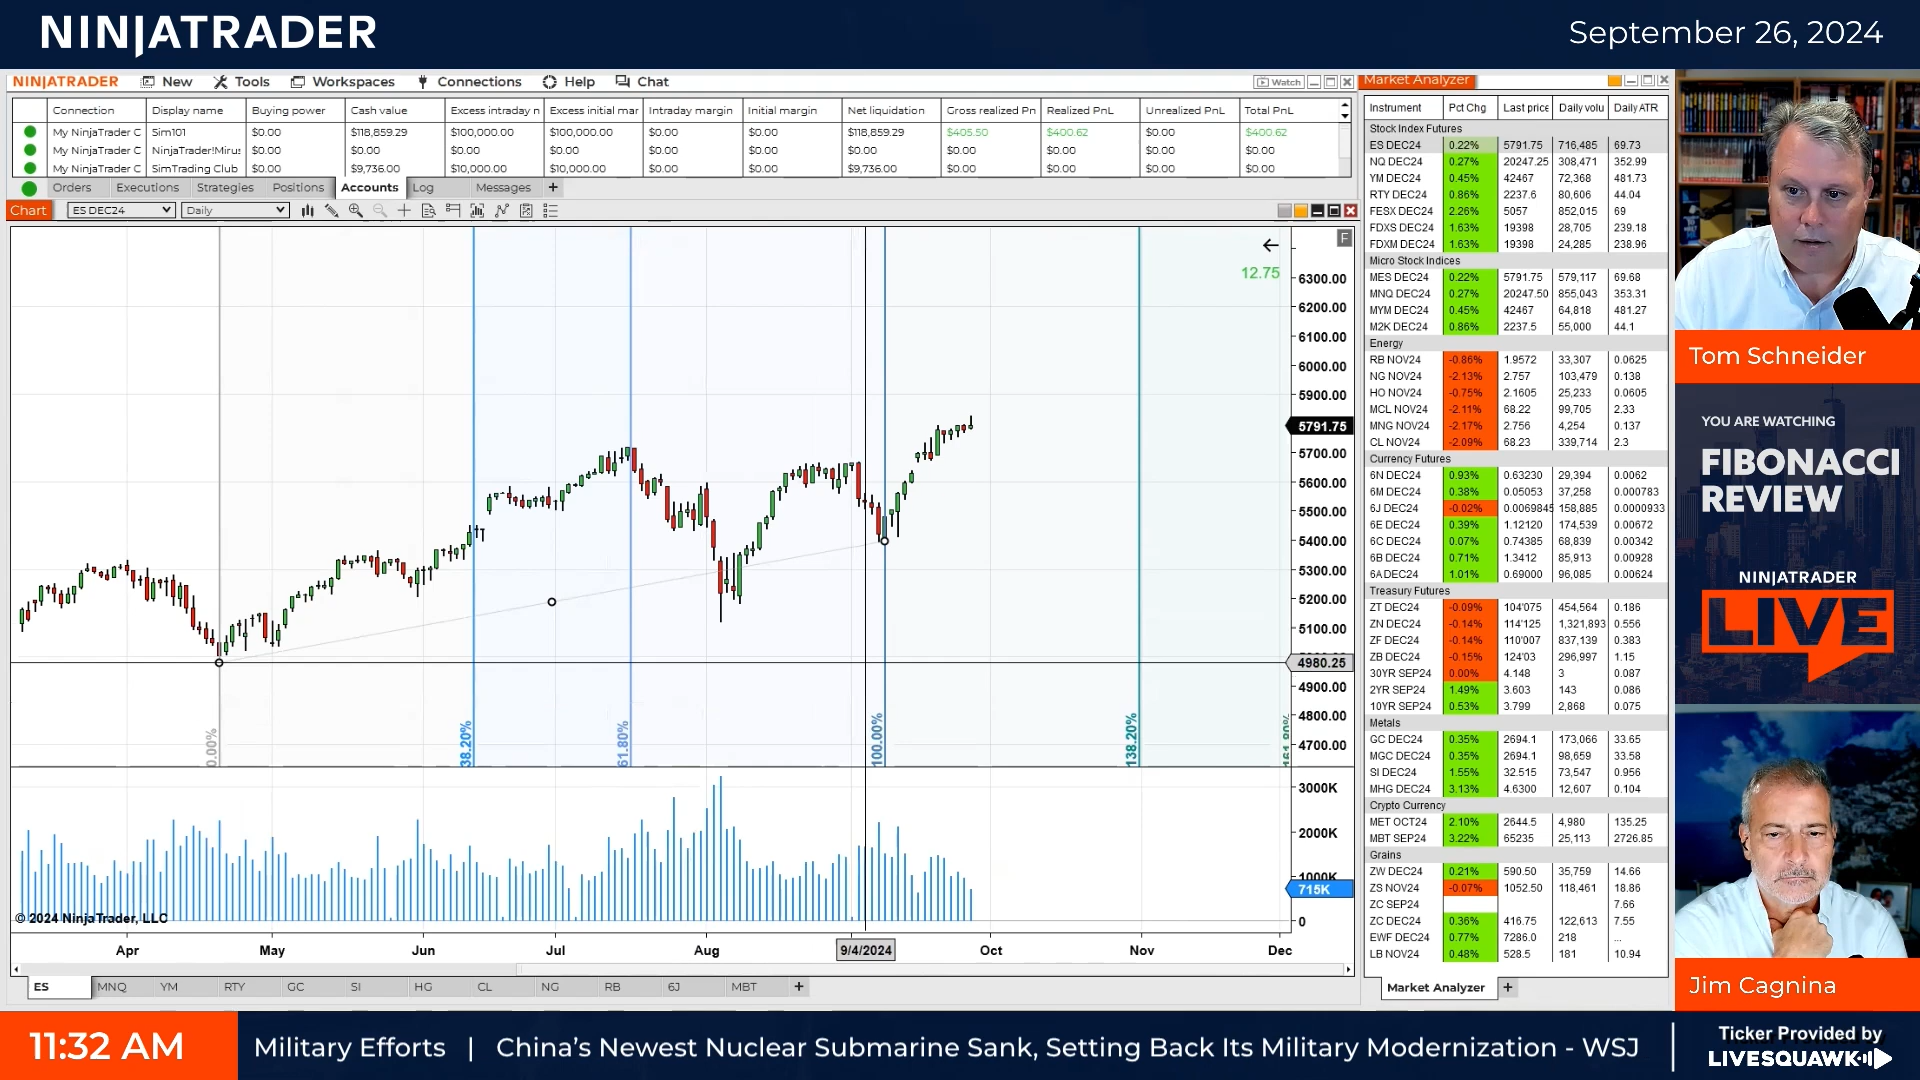 NINJATRADER
September 26, 2024
NINJATRADER New Tools Workspaces Connections Help Chat Watch
Connection Display name Buying power Cash value Excess intraday n Excess initial mar Intraday margin Initial margin Net liquidation Gross realized Pn Realized PnL Unrealized PnL Total PnL
My NinjaTrader C Sim101 $0.00 $118,859.29 $100,000.00 $100,000.00 $0.00 $0.00 $118,859.29 $405.50 $400.62 $0.00 $400.62
My NinjaTrader C NinjaTrader!Mirus $0.00 $0.00 $0.00 $0.00 $0.00 $0.00 $0.00 $0.00 $0.00 $0.00 $0.00
My NinjaTrader C SimTrading Club $0.00 $9,736.00 $10,000.00 $10,000.00 $0.00 $0.00 $9,736.00 $0.00 $0.00 $0.00 $0.00
Orders Executions Strategies Positions Accounts Log Messages +
Chart ES DEC24 Daily
F
12.75
6300.00
6200.00
6100.00
6000.00
5900.00
5791.75
5700.00
5600.00
5500.00
5400.00
5300.00
5200.00
5100.00
4980.25
4900.00
4800.00
4700.00
0.00%
38.20%
61.80%
100.00%
138.20%
161.80%
3000K
2000K
1000K
715K
0
© 2024 NinjaTrader, LLC
Apr May Jun Jul Aug 9/4/2024 Oct Nov Dec
ES MNQ YM RTY GC SI HG CL NG RB 6J MBT +
Market Analyzer
Instrument Pct Chg Last price Daily volu Daily ATR
Stock Index Futures
ES DEC24 0.22% 5791.75 716,485 69.73
NQ DEC24 0.27% 20247.25 308,471 352.99
YM DEC24 0.45% 42467 72,368 481.73
RTY DEC24 0.86% 2237.6 80,606 44.04
FESX DEC24 2.26% 5057 852,015 69
FDXS DEC24 1.63% 19398 28,705 239.18
FDXM DEC24 1.63% 19398 24,285 238.96
Micro Stock Indices
MES DEC24 0.22% 5791.75 579,117 69.68
MNQ DEC24 0.27% 20247.50 855,043 353.31
MYM DEC24 0.45% 42467 64,818 481.27
M2K DEC24 0.86% 2237.5 55,000 44.1
Energy
RB NOV24 -0.86% 1.9572 33,307 0.0625
NG NOV24 -2.13% 2.757 103,479 0.138
HO NOV24 -0.75% 2.1605 25,233 0.0605
MCL NOV24 -2.11% 68.22 99,705 2.33
MNG NOV24 -2.17% 2.756 4,254 0.137
CL NOV24 -2.09% 68.23 339,714 2.3
Currency Futures
6N DEC24 0.93% 0.63230 29,394 0.0062
6M DEC24 0.38% 0.05053 37,258 0.000783
6J DEC24 -0.02% 0.0069845 158,885 0.0000933
6E DEC24 0.39% 1.12120 174,539 0.00672
6C DEC24 0.07% 0.74385 68,839 0.00342
6B DEC24 0.71% 1.3412 85,913 0.00928
6A DEC24 1.01% 0.69000 96,085 0.00624
Treasury Futures
ZT DEC24 -0.09% 104'075 454,564 0.186
ZN DEC24 -0.14% 114'125 1,321,893 0.556
ZF DEC24 -0.14% 110'007 837,139 0.383
ZB DEC24 -0.15% 124'03 296,997 1.15
30YR SEP24 0.00% 4.148 3 0.087
2YR SEP24 1.49% 3.603 143 0.086
10YR SEP24 0.53% 3.799 2,868 0.075
Metals
GC DEC24 0.35% 2694.1 173,066 33.65
MGC DEC24 0.35% 2694.1 98,659 33.58
SI DEC24 1.55% 32.515 73,547 0.956
MHG DEC24 3.13% 4.6300 12,607 0.104
Crypto Currency
MET OCT24 2.10% 2644.5 4,980 135.25
MBT SEP24 3.22% 65235 25,113 2726.85
Grains
ZW DEC24 0.21% 590.50 35,759 14.66
ZS NOV24 -0.07% 1052.50 118,461 18.86
ZC SEP24 7.66
ZC DEC24 0.36% 416.75 122,613 7.55
EWF DEC24 0.77% 7286.0 218 ...
LB NOV24 0.48% 528.5 181 10.94
Market Analyzer +
Tom Schneider
YOU ARE WATCHING
FIBONACCI
REVIEW
NINJATRADER
LIVE
Jim Cagnina
11:32 AM
Military Efforts | China's Newest Nuclear Submarine Sank, Setting Back Its Military Modernization - WSJ
Ticker Provided by
LIVESQUAWK